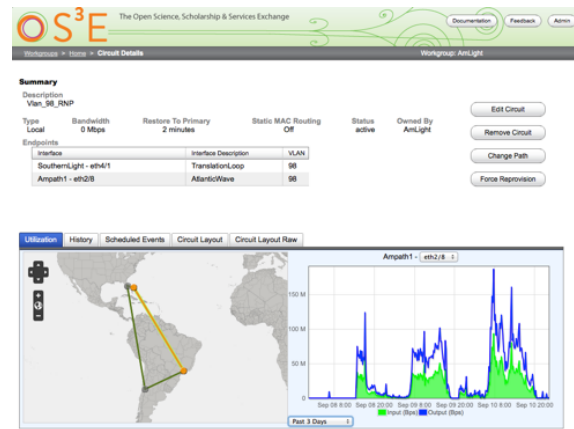 OS3E The Open Science, Scholarship & Services Exchange
Documentation Feedback Admin
Workgroups > Home > Circuit Details Workgroup: AmLight
Summary
Description
Vlan_98_RNP
Type Bandwidth Restore To Primary Static MAC Routing Status Owned By
Local 0 Mbps 2 minutes Off active AmLight
Endpoints
Interface Interface Description VLAN
SouthernLight - eth4/1 TranslationLoop 98
Ampath1 - eth2/8 AtlanticWave 98
Edit Circuit
Remove Circuit
Change Path
Force Reprovision
Utilization History Scheduled Events Circuit Layout Circuit Layout Raw
Ampath1 - eth2/8
150 M
100 M
50 M
0
Sep 08 8:00 Sep 08 20:00 Sep 09 8:00 Sep 09 20:00 Sep 10 8:00 Sep 10 20:00
Input (Bps) Output (Bps)
Past 3 Days